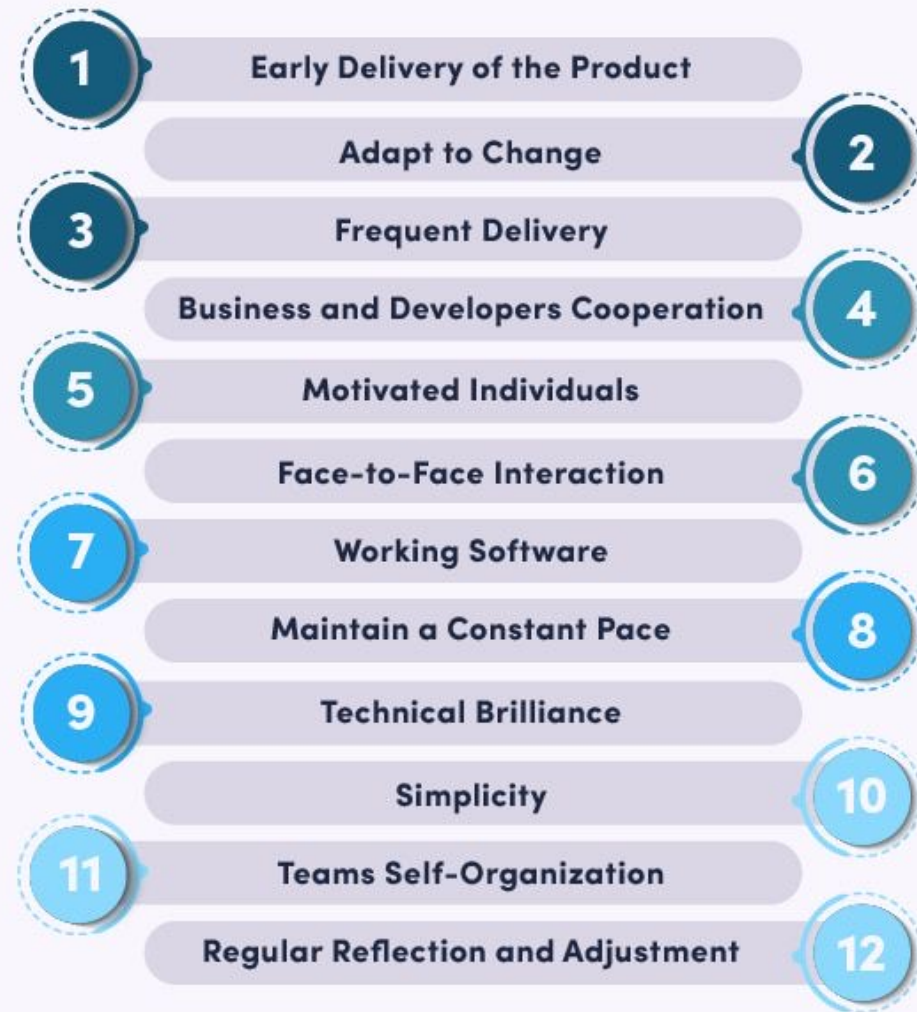 1 Early Delivery of the Product
Adapt to Change 2
3 Frequent Delivery
Business and Developers Cooperation 4
5 Motivated Individuals
Face-to-Face Interaction 6
7 Working Software
Maintain a Constant Pace 8
9 Technical Brilliance
Simplicity 10
11 Teams Self-Organization
Regular Reflection and Adjustment 12